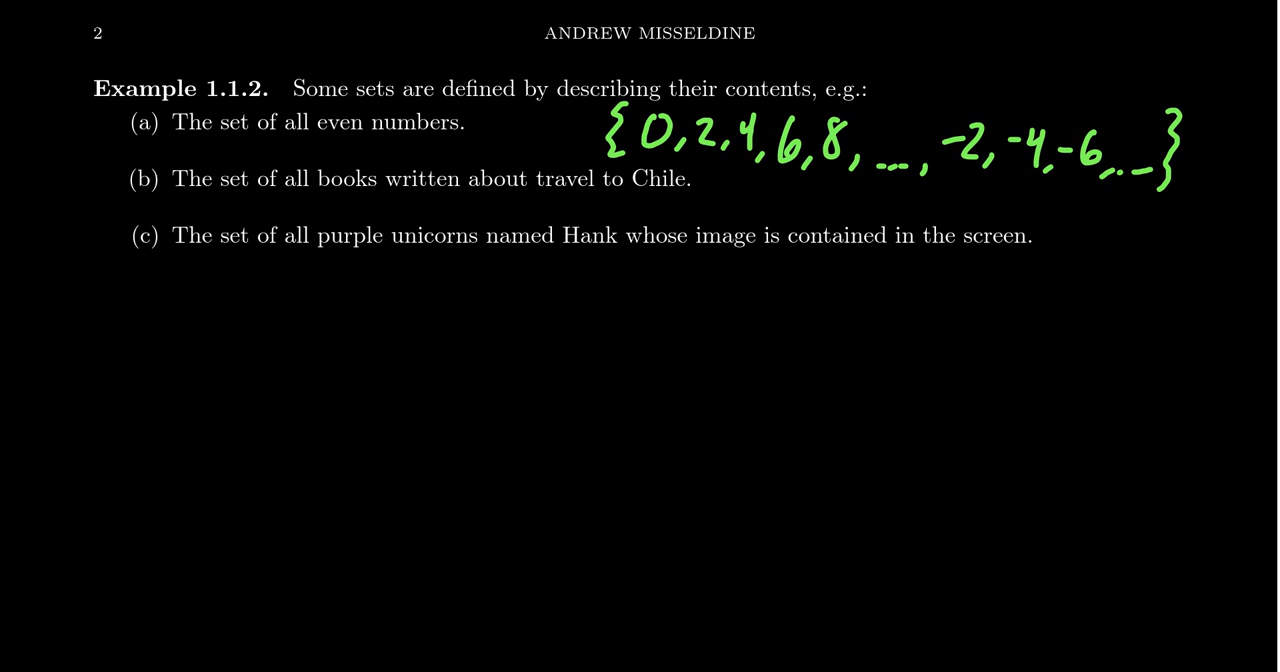 2 ANDREW MISSELDINE
Example 1.1.2. Some sets are defined by describing their contents, e.g.:
(a) The set of all even numbers. {0, 2, 4, 6, 8, ..., -2, -4, -6, ...}
(b) The set of all books written about travel to Chile.
(c) The set of all purple unicorns named Hank whose image is contained in the screen.